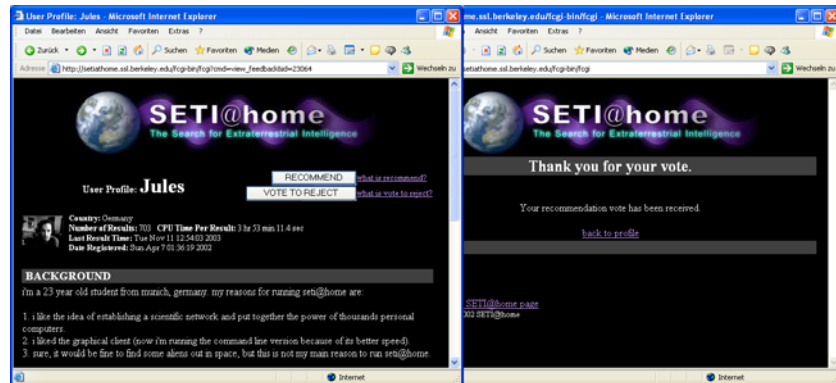 User Profile: Jules - Microsoft Internet Explorer
Datei Bearbeiten Ansicht Favoriten Extras ?
Zurück Suchen Favoriten Medien
Adresse http://setiathome.ssl.berkeley.edu/fcgi-bin/fcgi?cmd=view_feedback&id=23064 Wechseln zu
SETI@home
The Search for Extraterrestrial Intelligence
RECOMMEND what is recommend?
User Profile: Jules
VOTE TO REJECT what is vote to reject?
Country: Germany
Number of Results: 703 CPU Time Per Result: 3 hr 53 min 11.4 sec
Last Result Time: Tue Nov 11 12:54:03 2003
Date Registered: Sun Apr 7 01:36:19 2002
BACKGROUND
i'm a 23 year old student from munich, germany. my reasons for running seti@home are:
1. i like the idea of establishing a scientific network and put together the power of thousands personal
computers.
2. i liked the graphical client (now i'm running the command line version because of its better speed).
3. sure, it would be fine to find some aliens out in space, but this is not my main reason to run seti@home.
Internet
me.ssl.berkeley.edu/fcgi-bin/fcgi - Microsoft Internet Explorer
Ansicht Favoriten Extras ?
Suchen Favoriten Medien
setiathome.ssl.berkeley.edu/fcgi-bin/fcgi Wechseln zu
SETI@home
The Search for Extraterrestrial Intelligence
Thank you for your vote.
Your recommendation vote has been received.
back to profile
SETI@home page
002 SETI@home
Internet